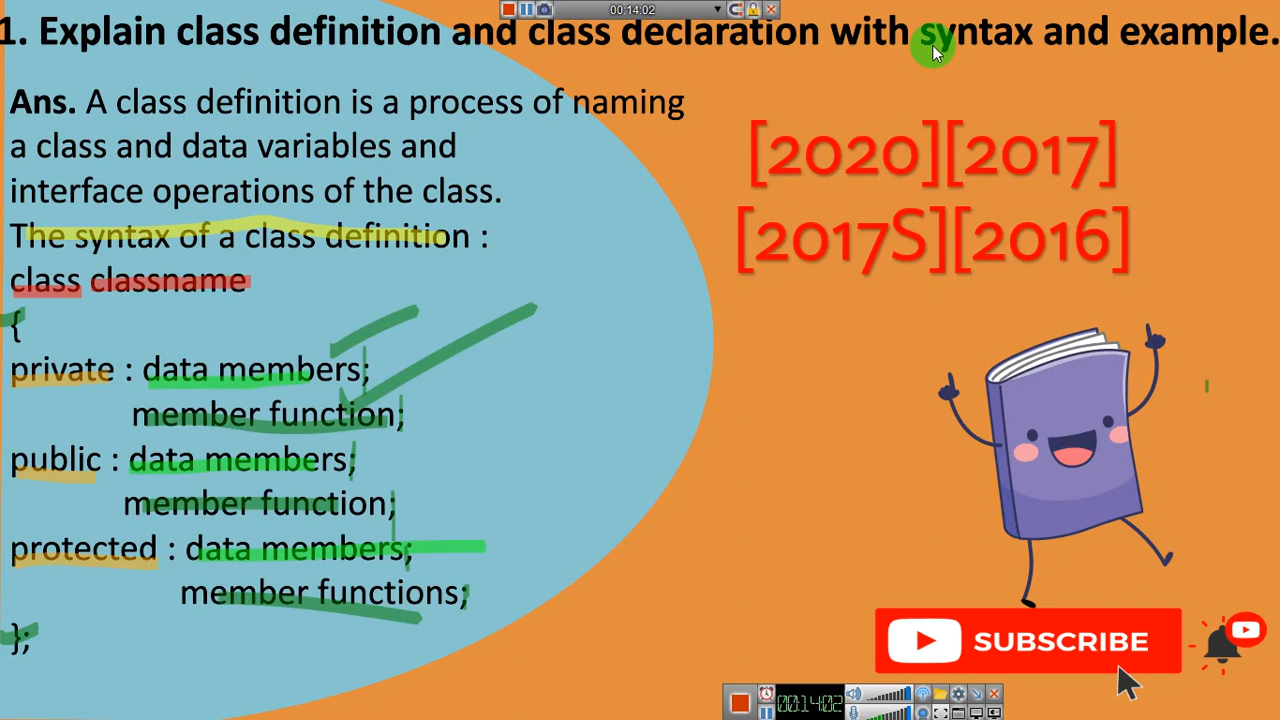 00:14:02
1. Explain class definition and class declaration with syntax and example.
Ans. A class definition is a process of naming
a class and data variables and
interface operations of the class.
The syntax of a class definition :
class classname
{
private : data members;
member function;
public : data members;
member function;
protected : data members;
member functions;
};
[2020][2017]
[2017S][2016]
SUBSCRIBE
00:14:02